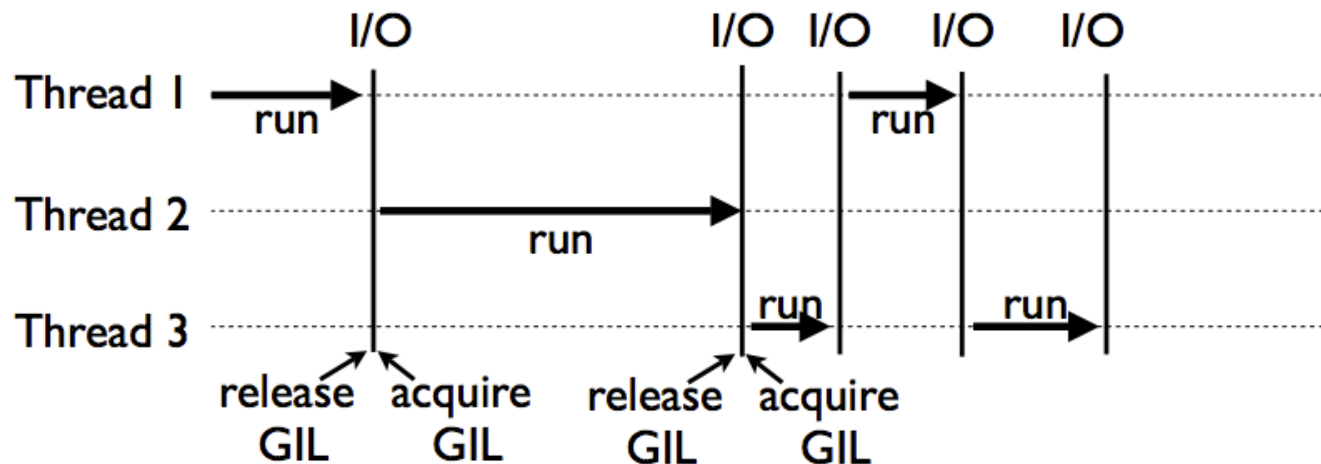 I/O I/O I/O I/O I/O
Thread 1
run run
Thread 2
run
run run
Thread 3
release acquire release acquire
GIL GIL GIL GIL